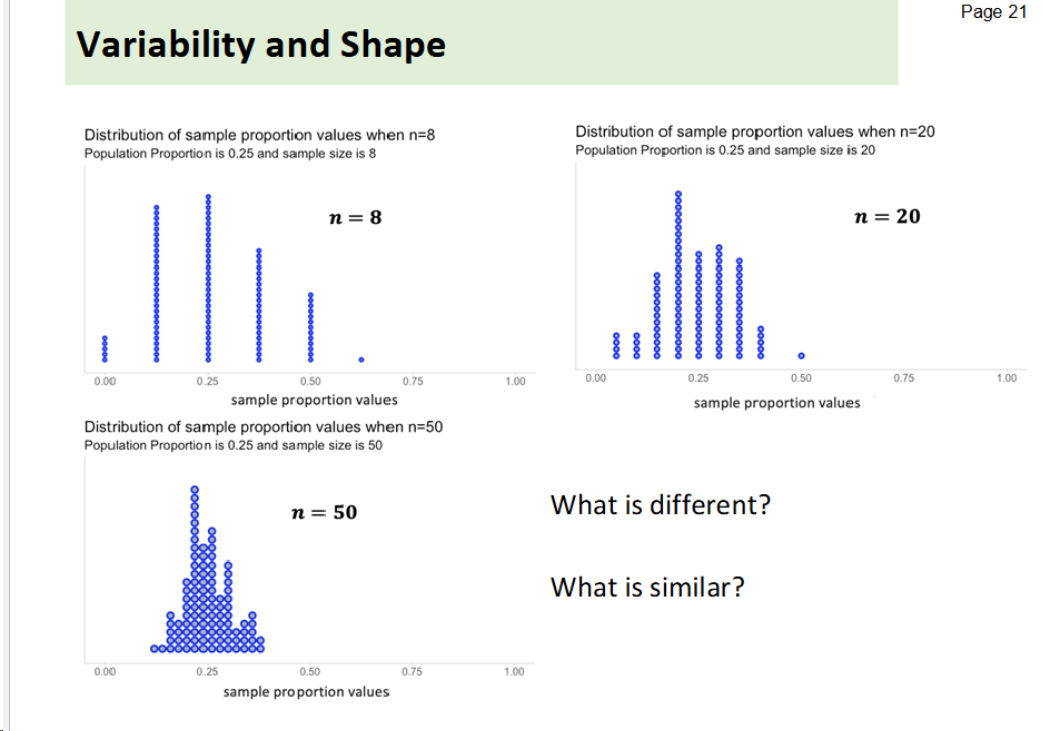 Page 21
Variability and Shape
Distribution of sample proportion values when n=8
Population Proportion is 0.25 and sample size is 8
n = 8
0.00 0.25 0.50 0.75 1.00
sample proportion values
Distribution of sample proportion values when n=20
Population Proportion is 0.25 and sample size is 20
n = 20
0.00 0.25 0.50 0.75 1.00
sample proportion values
Distribution of sample proportion values when n=50
Population Proportion is 0.25 and sample size is 50
n = 50
0.00 0.25 0.50 0.75 1.00
sample proportion values
What is different?
What is similar?